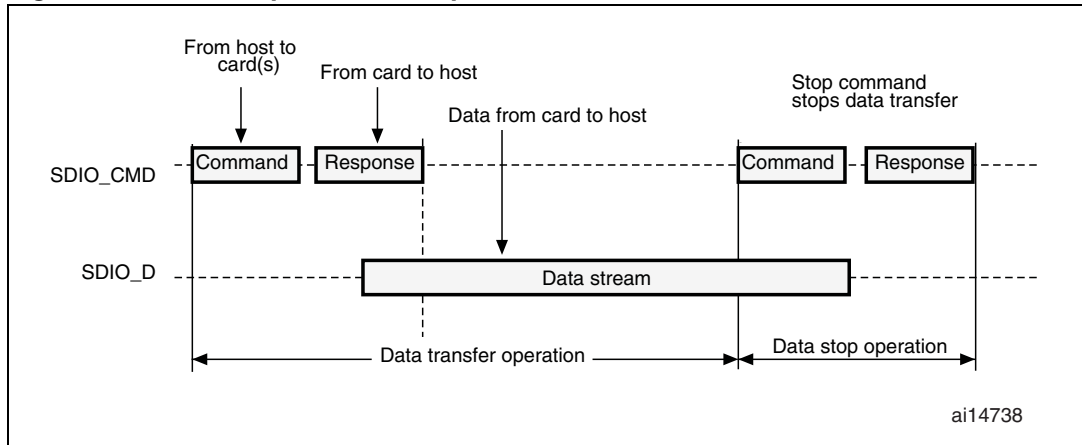 From host to
card(s)
From card to host
Data from card to host
Stop command
stops data transfer
SDIO_CMD
Command
Response
Command
Response
SDIO_D
Data stream
Data transfer operation
Data stop operation
ai14738